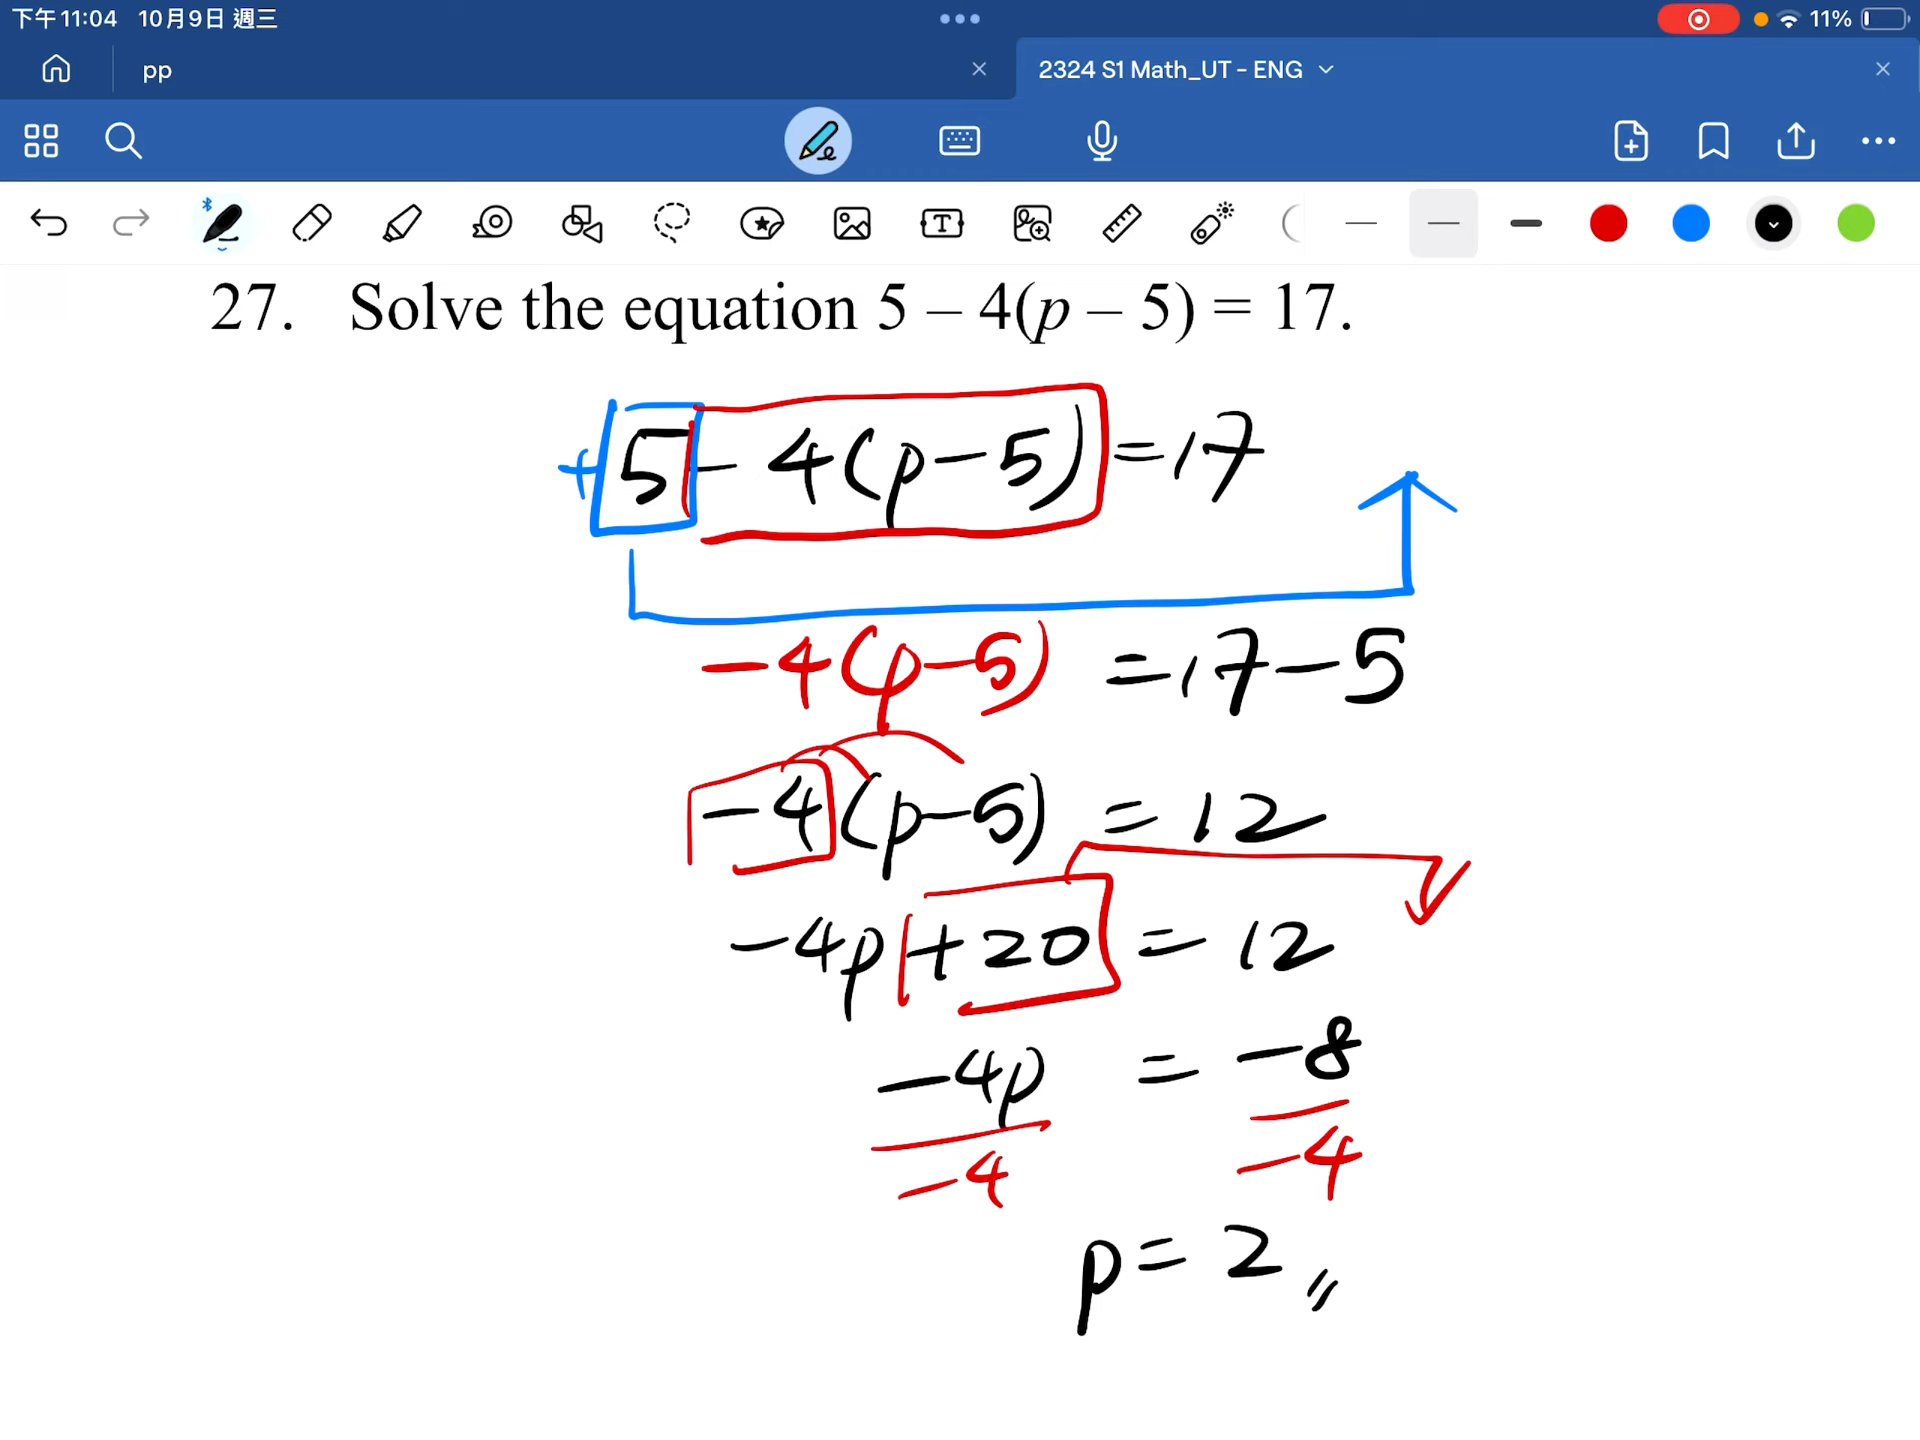 下午11:04 10月9日 週三 11%
pp 2324 S1 Math_UT - ENG
27. Solve the equation 5 – 4(p – 5) = 17.
+5 - 4(p-5) = 17
-4(p-5) = 17-5
-4(p-5) = 12
-4p + 20 = 12
-4p = -8
-4 -4
p = 2